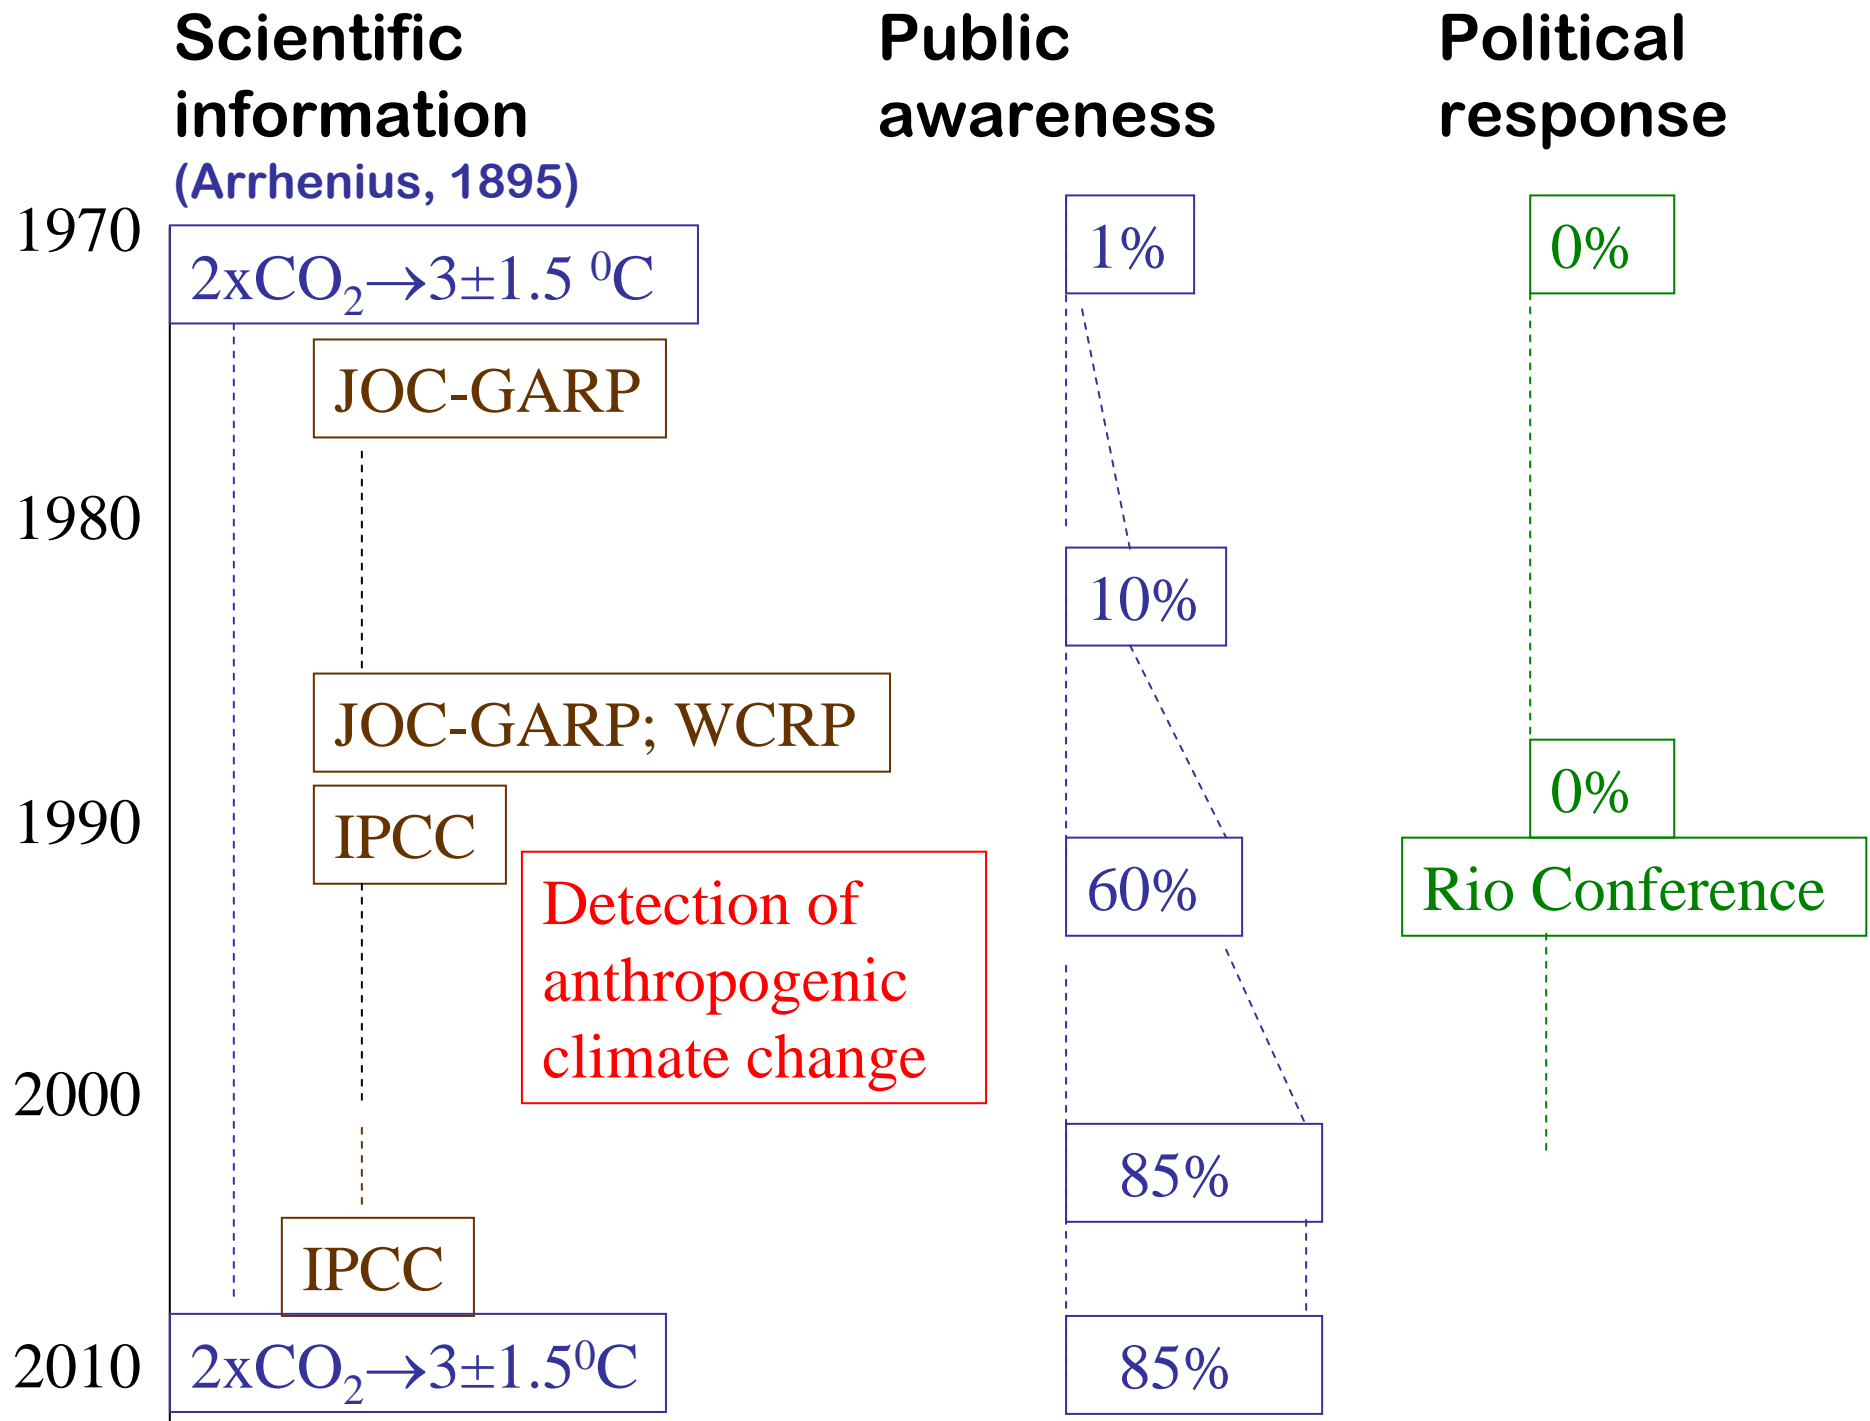 Scientific information
Public awareness
Political response
(Arrhenius, 1895)
1970
2xCO₂→3±1.5 ⁰C
1%
0%
JOC-GARP
1980
10%
JOC-GARP; WCRP
0%
1990
IPCC
60%
Rio Conference
Detection of
anthropogenic
climate change
2000
85%
IPCC
2010
2xCO₂→3±1.5⁰C
85%